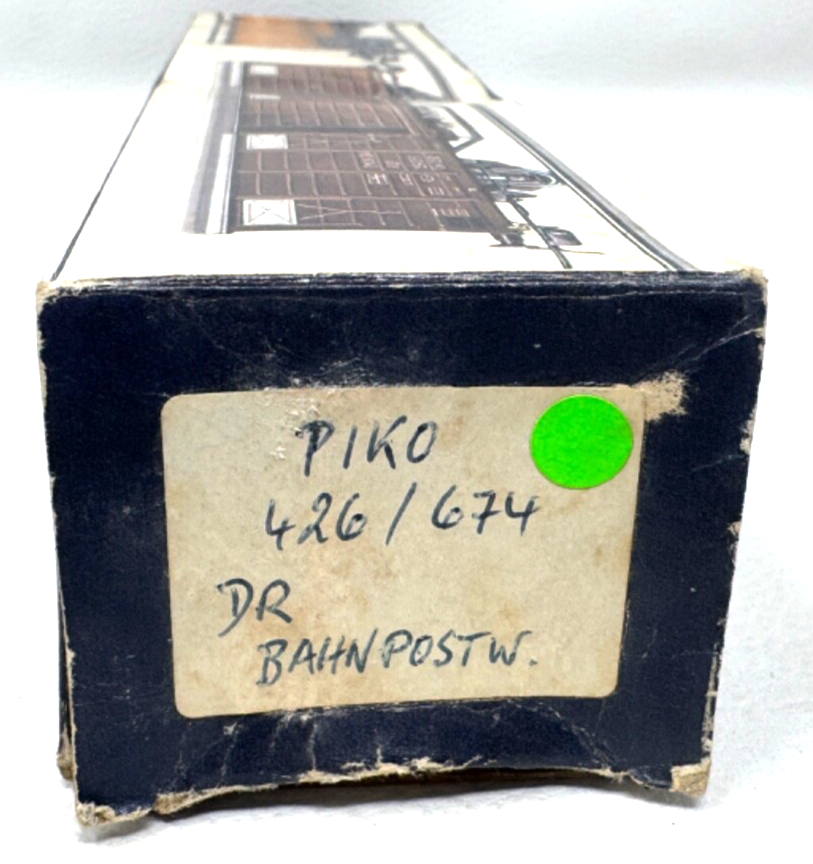 PIKO
426/674
DR
BAHNPOSTW.